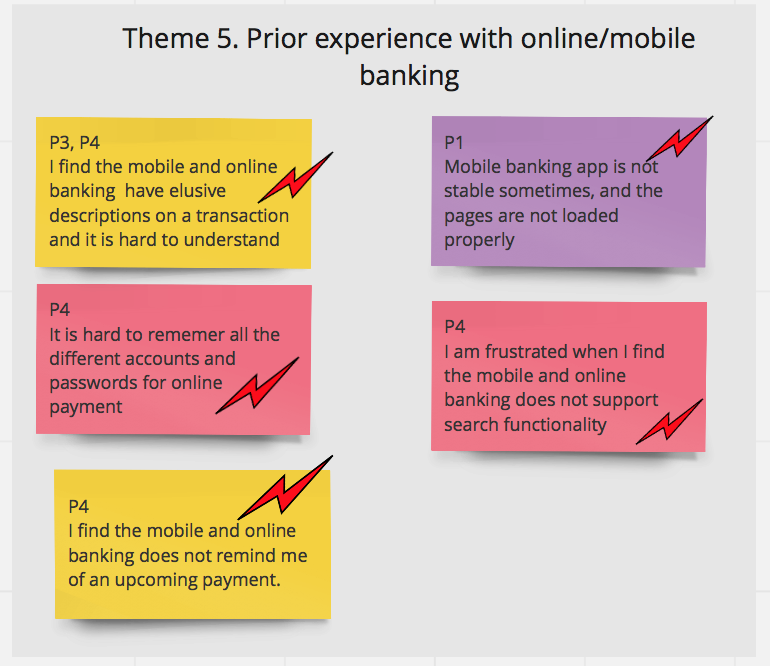 Theme 5. Prior experience with online/mobile
banking
P3, P4
I find the mobile and online
banking have elusive
descriptions on a transaction
and it is hard to understand
P1
Mobile banking app is not
stable sometimes, and the
pages are not loaded
properly
P4
It is hard to rememer all the
different accounts and
passwords for online
payment
P4
I am frustrated when I find
the mobile and online
banking does not support
search functionality
P4
I find the mobile and online
banking does not remind me
of an upcoming payment.